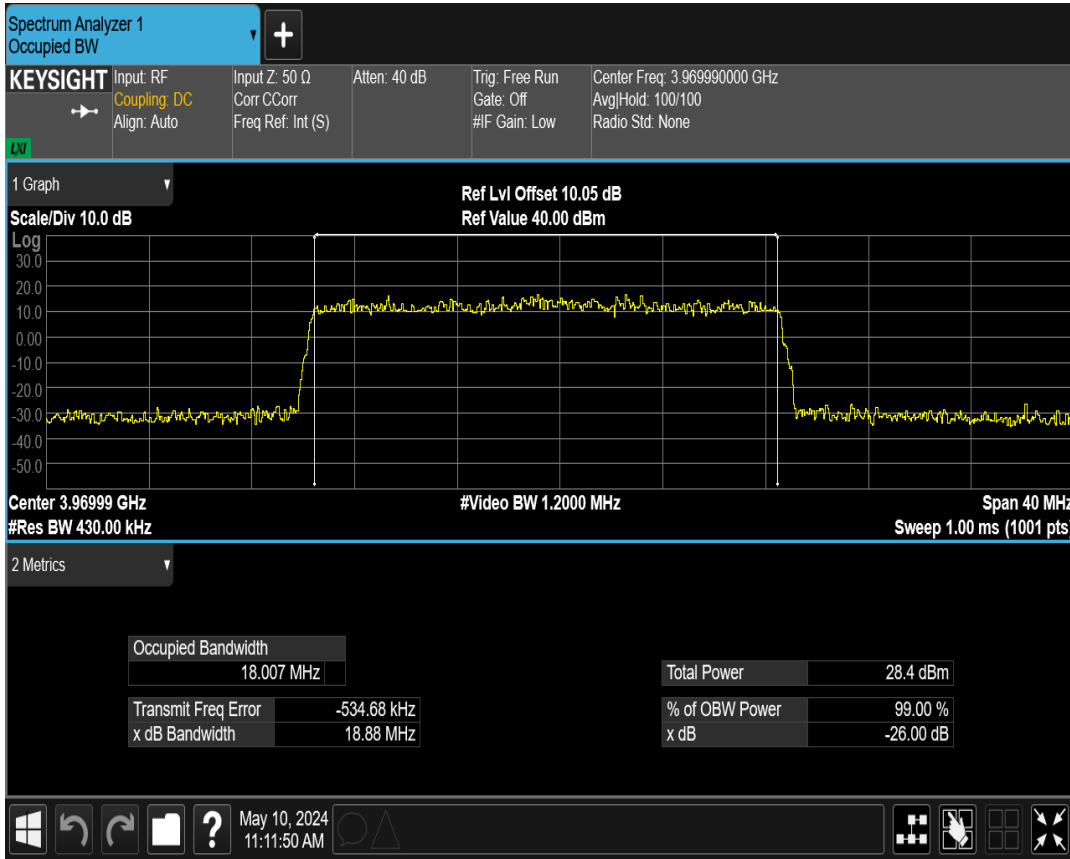 Spectrum Analyzer 1
Occupied BW
+
KEYSIGHT
LXI
Input: RF
Coupling: DC
Align: Auto
Input Z: 50 Ω
Corr CCorr
Freq Ref: Int (S)
Atten: 40 dB
Trig: Free Run
Gate: Off
#IF Gain: Low
Center Freq: 3.969990000 GHz
Avg|Hold: 100/100
Radio Std: None
1 Graph
Scale/Div 10.0 dB
Ref Lvl Offset 10.05 dB
Ref Value 40.00 dBm
Log
30.0
20.0
10.0
0.00
-10.0
-20.0
-30.0
-40.0
-50.0
Center 3.96999 GHz
#Video BW 1.2000 MHz
Span 40 MHz
#Res BW 430.00 kHz
Sweep 1.00 ms (1001 pts)
2 Metrics
Occupied Bandwidth
18.007 MHz
Total Power 28.4 dBm
Transmit Freq Error -534.68 kHz
% of OBW Power 99.00 %
x dB Bandwidth 18.88 MHz
x dB -26.00 dB
?
May 10, 2024
11:11:50 AM